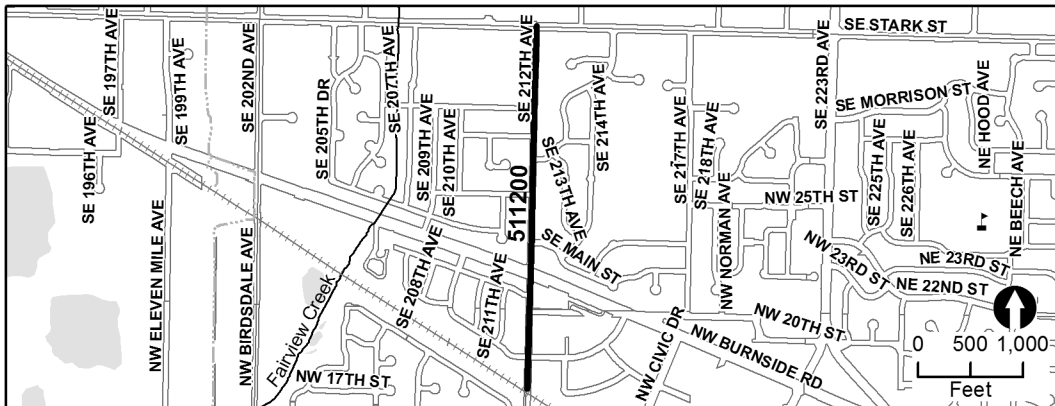 SE STARK ST
SE 197TH AVE
SE 199TH AVE
SE 202ND AVE
SE 205TH DR
SE 207TH AVE
SE 209TH AVE
SE 210TH AVE
SE 212TH AVE
SE 214TH AVE
SE 217TH AVE
SE 218TH AVE
SE 223RD AVE
SE MORRISON ST
NE HOOD AVE
SE 196TH AVE
511200
SE 213TH AVE
NW 25TH ST
SE 225TH AVE
SE 226TH AVE
NE BEECH AVE
NW ELEVEN MILE AVE
NW BIRDSDALE AVE
Fairview Creek
SE 208TH AVE
SE 211TH AVE
SE MAIN ST
NW NORMAN AVE
NW 23RD ST
NE 23RD ST
NE 22ND ST
NW 17TH ST
NW CIVIC DR
NW BURNSIDE RD
NW 20TH ST
0 500 1,000
Feet